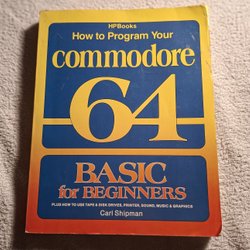 HPBooks
How to Program Your
commodore
64
BASIC
for BEGINNERS
PLUS HOW TO USE TAPE & DISK DRIVES, PRINTER, SOUND, MUSIC & GRAPHICS
Carl Shipman